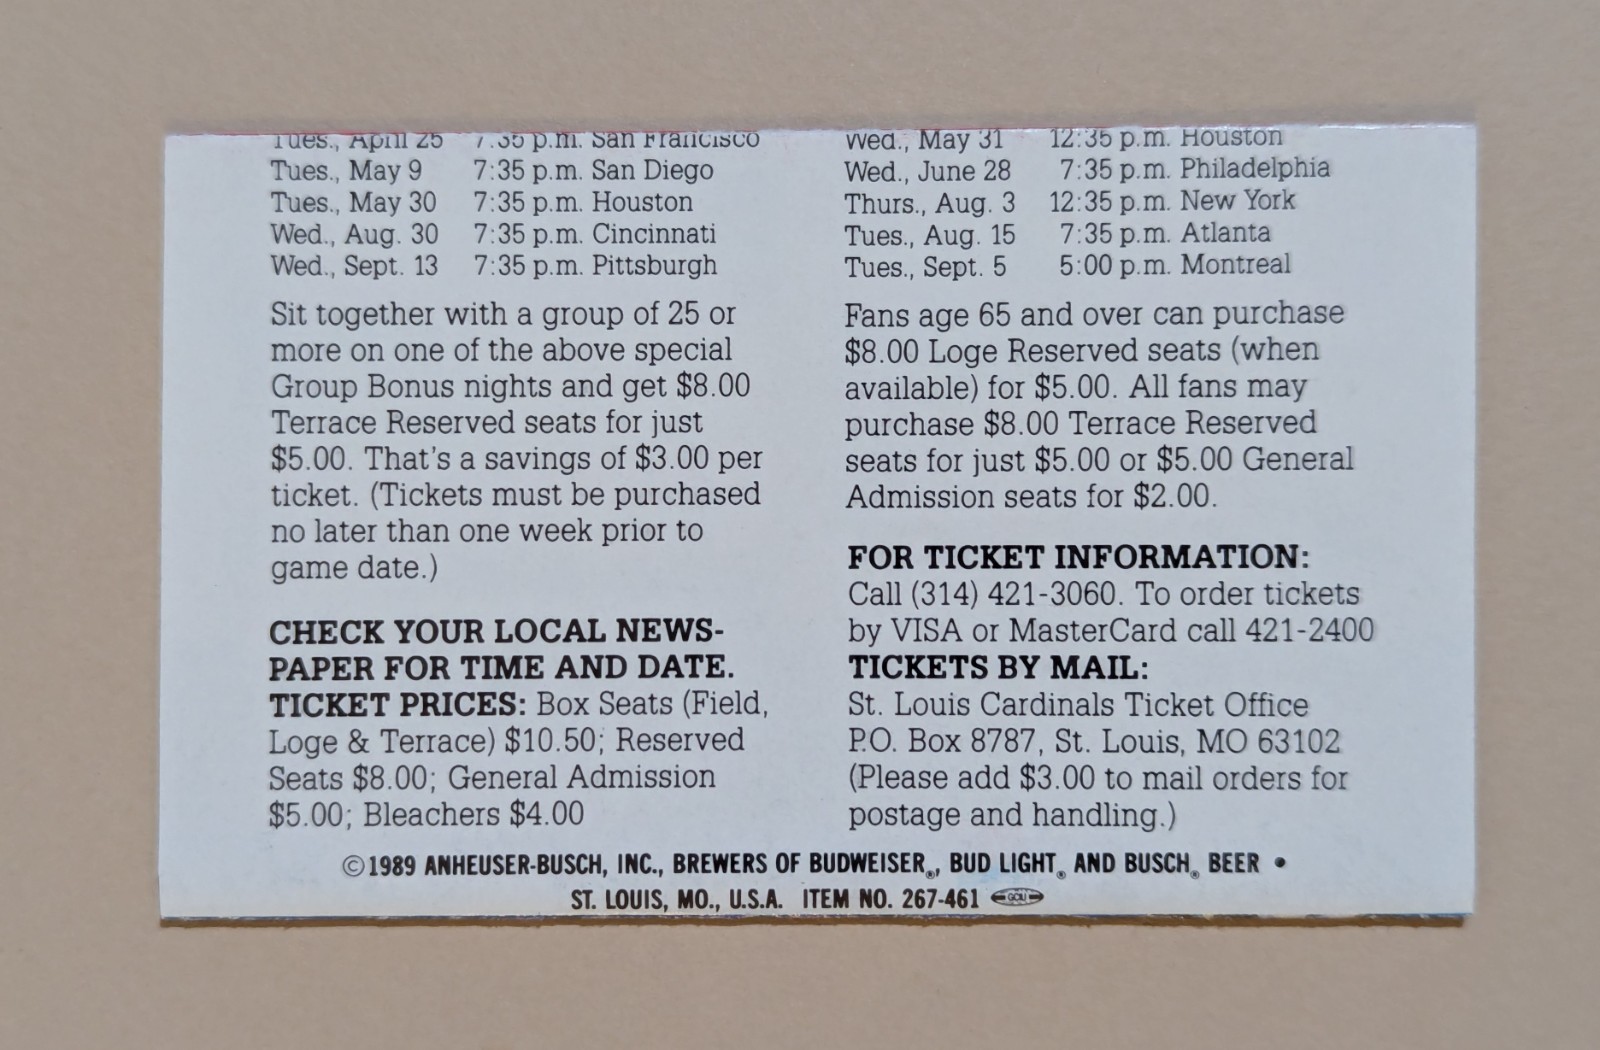 Tues., April 25 7:35 p.m. San Francisco
Tues., May 9 7:35 p.m. San Diego
Tues., May 30 7:35 p.m. Houston
Wed., Aug. 30 7:35 p.m. Cincinnati
Wed., Sept. 13 7:35 p.m. Pittsburgh
Sit together with a group of 25 or
more on one of the above special
Group Bonus nights and get $8.00
Terrace Reserved seats for just
$5.00. That's a savings of $3.00 per
ticket. (Tickets must be purchased
no later than one week prior to
game date.)
CHECK YOUR LOCAL NEWS-
PAPER FOR TIME AND DATE.
TICKET PRICES: Box Seats (Field,
Loge & Terrace) $10.50; Reserved
Seats $8.00; General Admission
$5.00; Bleachers $4.00
Wed., May 31 12:35 p.m. Houston
Wed., June 28 7:35 p.m. Philadelphia
Thurs., Aug. 3 12:35 p.m. New York
Tues., Aug. 15 7:35 p.m. Atlanta
Tues., Sept. 5 5:00 p.m. Montreal
Fans age 65 and over can purchase
$8.00 Loge Reserved seats (when
available) for $5.00. All fans may
purchase $8.00 Terrace Reserved
seats for just $5.00 or $5.00 General
Admission seats for $2.00.
FOR TICKET INFORMATION:
Call (314) 421-3060. To order tickets
by VISA or MasterCard call 421-2400
TICKETS BY MAIL:
St. Louis Cardinals Ticket Office
P.O. Box 8787, St. Louis, MO 63102
(Please add $3.00 to mail orders for
postage and handling.)
©1989 ANHEUSER-BUSCH, INC., BREWERS OF BUDWEISER®, BUD LIGHT® AND BUSCH® BEER •
ST. LOUIS, MO., U.S.A. ITEM NO. 267-461 GCIU